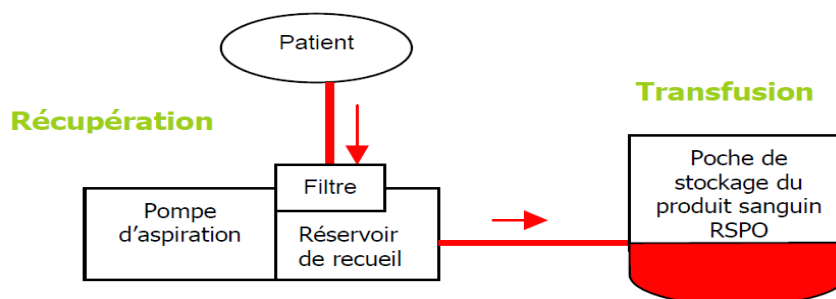 Patient
Récupération
Transfusion
Filtre
Pompe
d'aspiration
Réservoir
de recueil
Poche de
stockage du
produit sanguin
RSPO